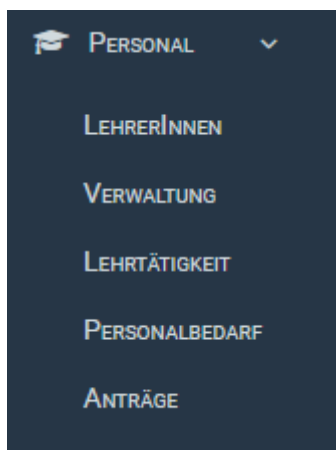 Personal
LehrerInnen
Verwaltung
Lehrtätigkeit
Personalbedarf
Anträge